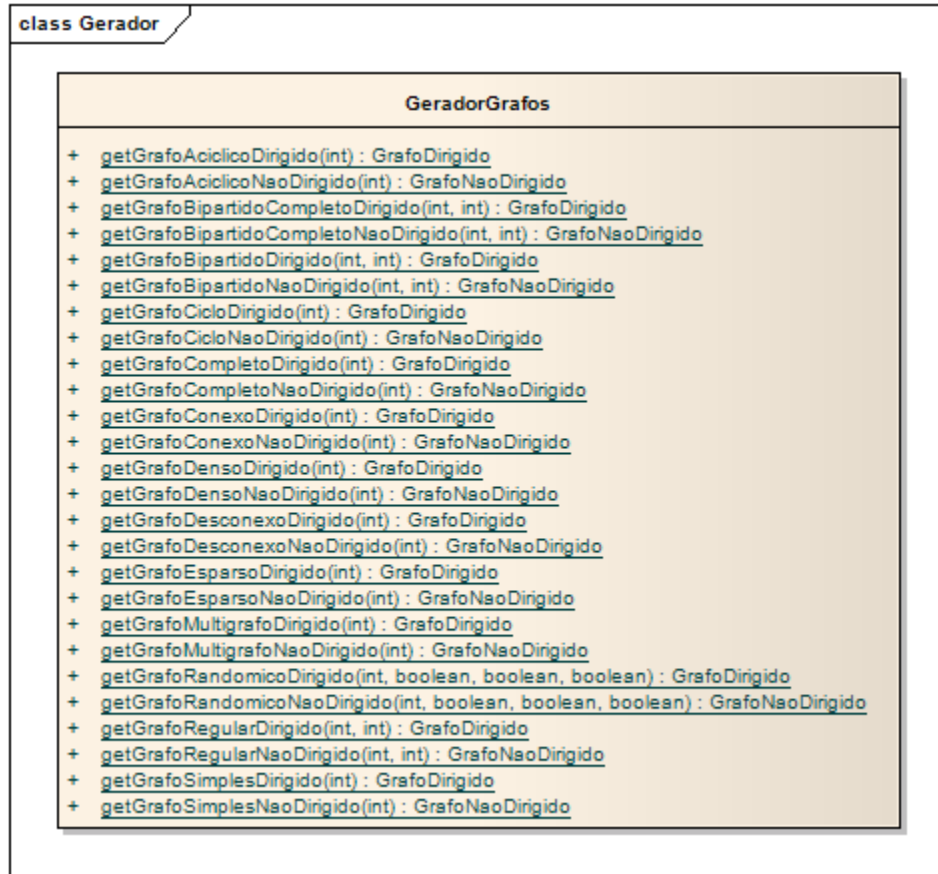 class Gerador
GeradorGrafos
+ getGrafoAciclicoDirigido(int) : GrafoDirigido
+ getGrafoAciclicoNaoDirigido(int) : GrafoNaoDirigido
+ getGrafoBipartidoCompletoDirigido(int, int) : GrafoDirigido
+ getGrafoBipartidoCompletoNaoDirigido(int, int) : GrafoNaoDirigido
+ getGrafoBipartidoDirigido(int, int) : GrafoDirigido
+ getGrafoBipartidoNaoDirigido(int, int) : GrafoNaoDirigido
+ getGrafoCicloDirigido(int) : GrafoDirigido
+ getGrafoCicloNaoDirigido(int) : GrafoNaoDirigido
+ getGrafoCompletoDirigido(int) : GrafoDirigido
+ getGrafoCompletoNaoDirigido(int) : GrafoNaoDirigido
+ getGrafoConexoDirigido(int) : GrafoDirigido
+ getGrafoConexoNaoDirigido(int) : GrafoNaoDirigido
+ getGrafoDensoDirigido(int) : GrafoDirigido
+ getGrafoDensoNaoDirigido(int) : GrafoNaoDirigido
+ getGrafoDesconexoDirigido(int) : GrafoDirigido
+ getGrafoDesconexoNaoDirigido(int) : GrafoNaoDirigido
+ getGrafoEsparsoDirigido(int) : GrafoDirigido
+ getGrafoEsparsoNaoDirigido(int) : GrafoNaoDirigido
+ getGrafoMultigrafoDirigido(int) : GrafoDirigido
+ getGrafoMultigrafoNaoDirigido(int) : GrafoNaoDirigido
+ getGrafoRandomicoDirigido(int, boolean, boolean, boolean) : GrafoDirigido
+ getGrafoRandomicoNaoDirigido(int, boolean, boolean, boolean) : GrafoNaoDirigido
+ getGrafoRegularDirigido(int, int) : GrafoDirigido
+ getGrafoRegularNaoDirigido(int, int) : GrafoNaoDirigido
+ getGrafoSimplesDirigido(int) : GrafoDirigido
+ getGrafoSimplesNaoDirigido(int) : GrafoNaoDirigido